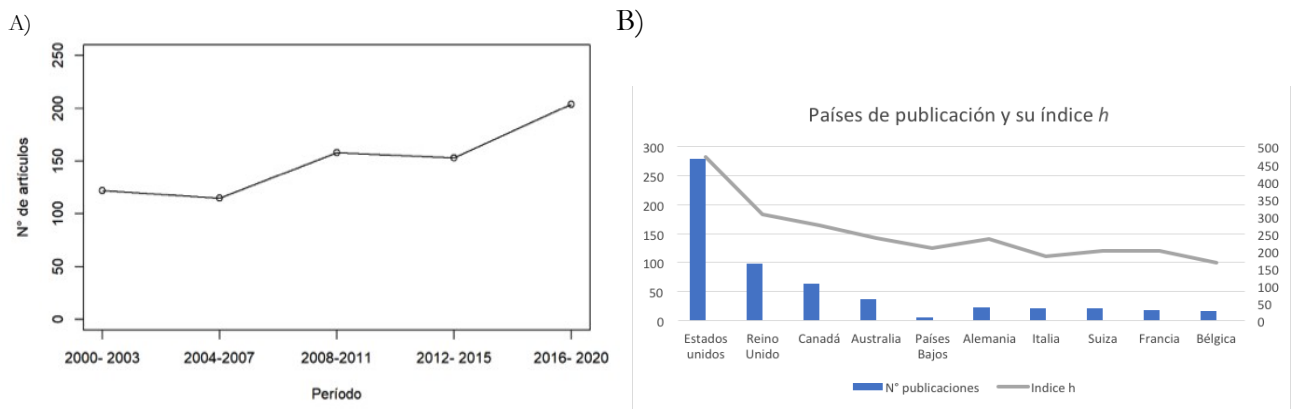 A)
N° de artículos
250
200
150
100
50
0
2000- 2003 2004-2007 2008-2011 2012- 2015 2016- 2020
Período
B)
Países de publicación y su índice h
300
250
200
150
100
50
0
500
450
400
350
300
250
200
150
100
50
0
Estados
unidos
Reino
Unido
Canadá
Australia
Países
Bajos
Alemania
Italia
Suiza
Francia
Bélgica
N° publicaciones
Indice h